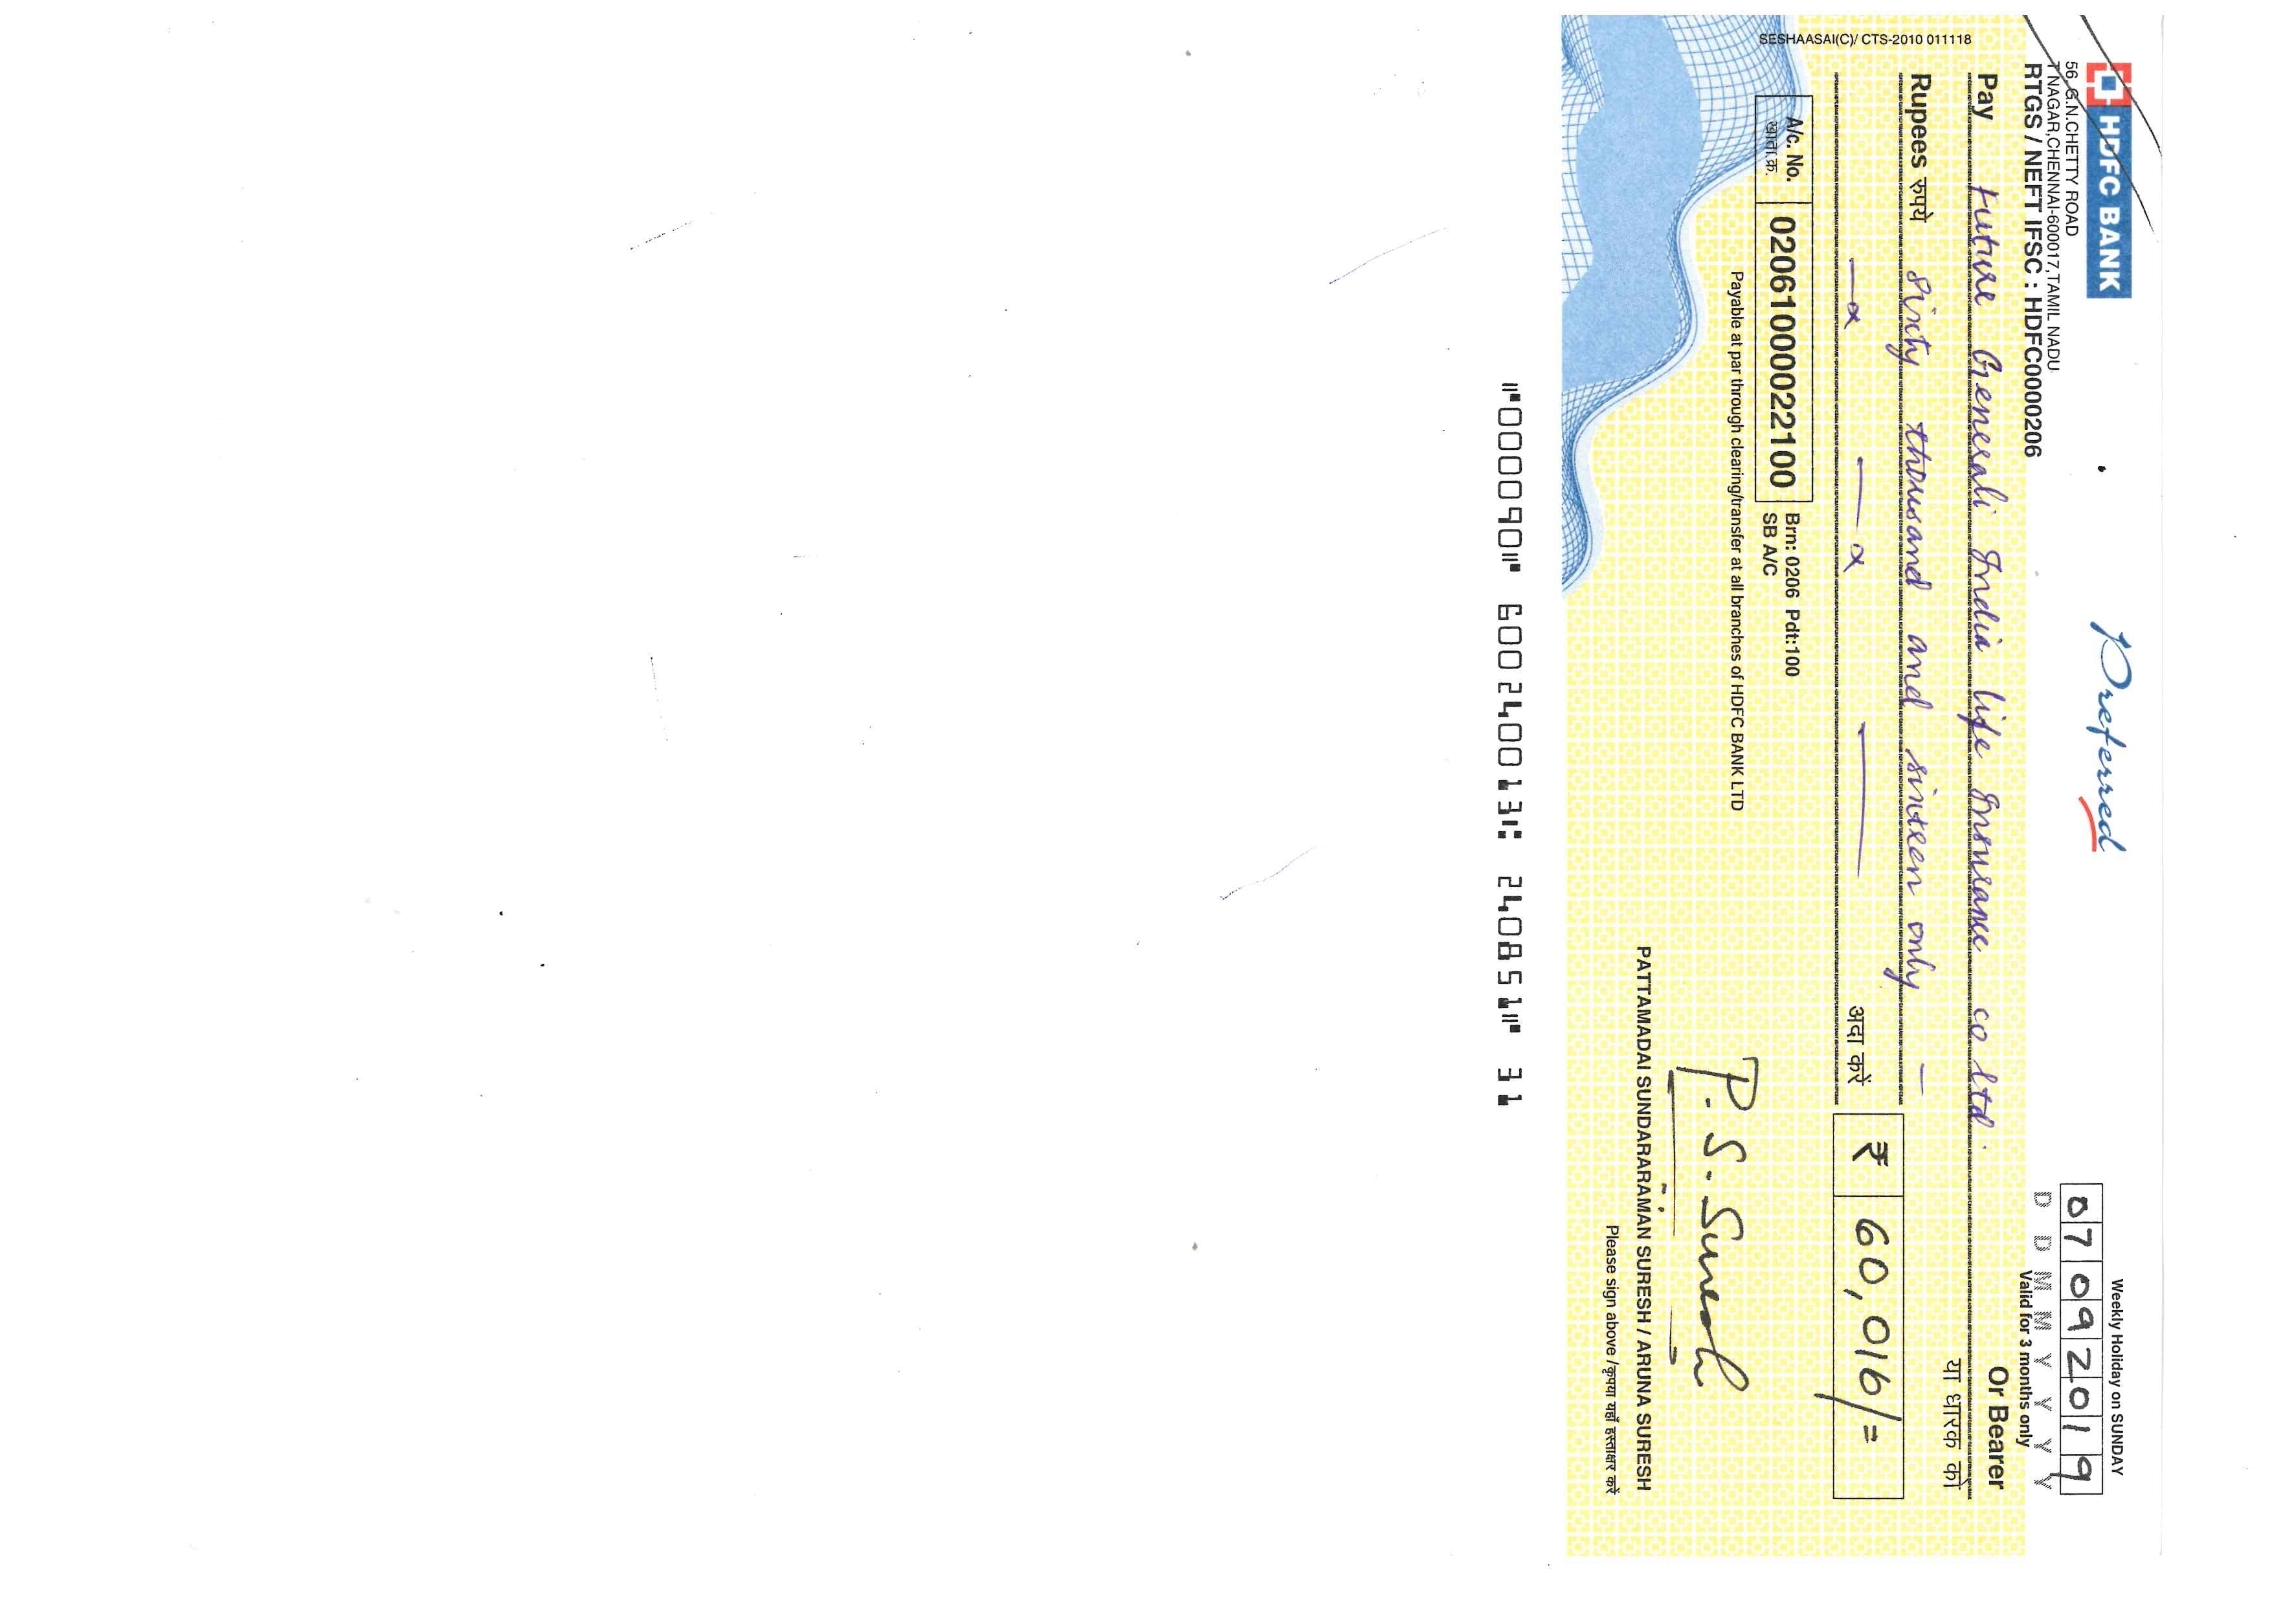 HDFC BANK
Preferred
Weekly Holiday on SUNDAY
56 G.N.CHETTY ROAD
T NAGAR,CHENNAI-600017,TAMIL NADU
RTGS / NEFT IFSC : HDFC0000206
07092019
D D M M Y Y Y Y
Valid for 3 months only
Pay Future Generali India life Insurance co ltd. Or Bearer
या धारक को
Rupees रुपये Sixty thousand and sixteen only —
अदा करें ₹ 60,016/=
A/c. No. 02061000022100 Brn: 0206 Pdt:100
खाता.क्र. SB A/C
Payable at par through clearing/transfer at all branches of HDFC BANK LTD
P. S. Suresh
PATTAMADAI SUNDARARAMAN SURESH / ARUNA SURESH
Please sign above /कृपया यहाँ हस्ताक्षर करें
SESHAASAI(C)/ CTS-2010 011118
⑈000090⑈ 600240013⑆ 240851⑈ 31